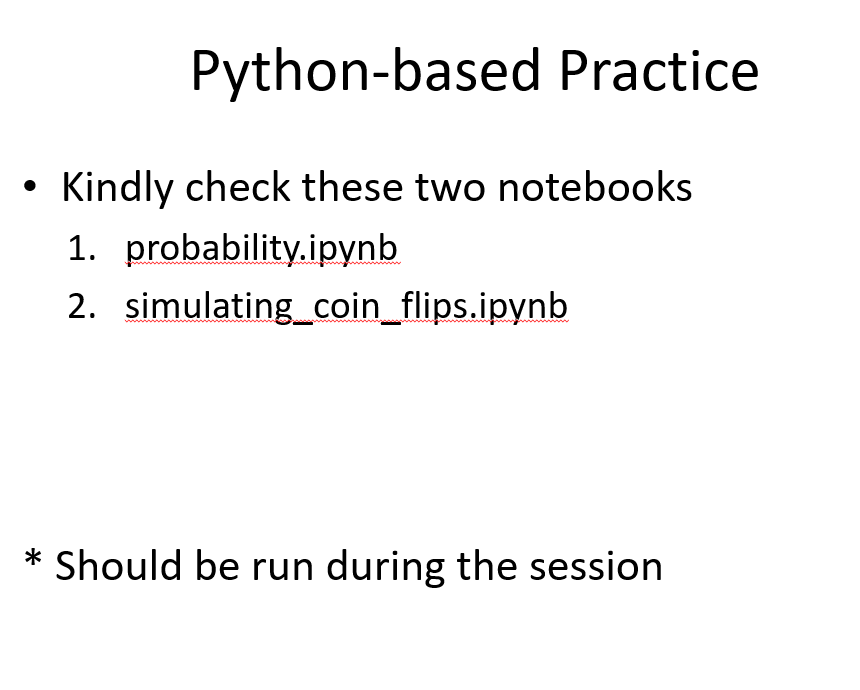 Python-based Practice
• Kindly check these two notebooks
1. probability.ipynb
2. simulating_coin_flips.ipynb
* Should be run during the session